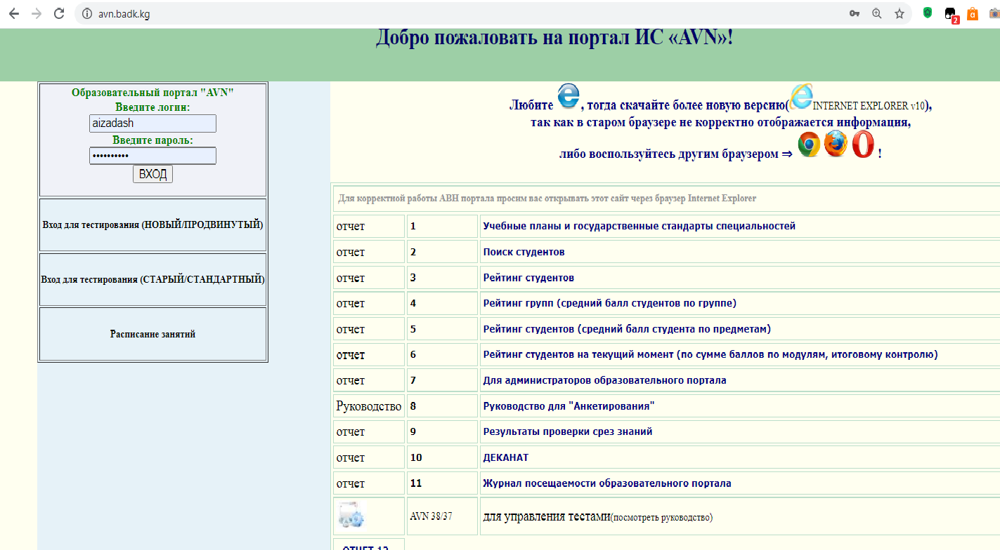 avn.badk.kg
2
a
Добро пожаловать на портал ИС «AVN»!
Образовательный портал "AVN"
Введите логин:
aizadash
Введите пароль:
••••••••••
ВХОД
Вход для тестирования (НОВЫЙ/ПРОДВИНУТЫЙ)
Вход для тестирования (СТАРЫЙ/СТАНДАРТНЫЙ)
Расписание занятий
Любите , тогда скачайте более новую версию(INTERNET EXPLORER v10),
так как в старом браузере не корректно отображается информация,
либо воспользуйтесь другим браузером ⇒ !
Для корректной работы АВН портала просим вас открывать этот сайт через браузер Internet Explorer
отчет 1 Учебные планы и государственные стандарты специальностей
отчет 2 Поиск студентов
отчет 3 Рейтинг студентов
отчет 4 Рейтинг групп (средний балл студентов по группе)
отчет 5 Рейтинг студентов (средний балл студента по предметам)
отчет 6 Рейтинг студентов на текущий момент (по сумме баллов по модулям, итоговому контролю)
отчет 7 Для администраторов образовательного портала
Руководство 8 Руководство для "Анкетирования"
отчет 9 Результаты проверки срез знаний
отчет 10 ДЕКАНАТ
отчет 11 Журнал посещаемости образовательного портала
AVN 38/37 для управления тестами(посмотреть руководство)
ОТЧЕТ 12